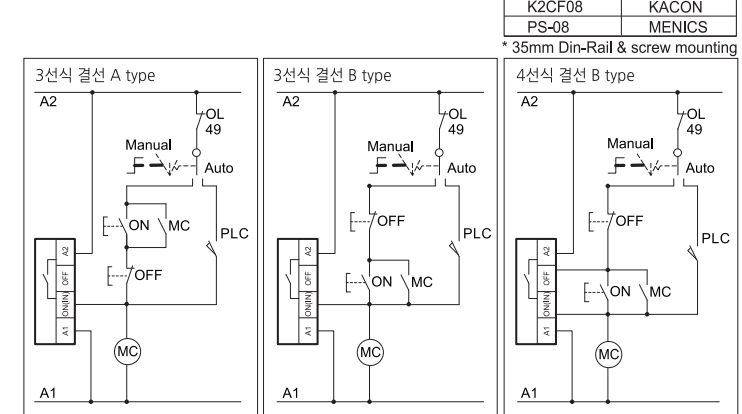 K2CF08 KACON
PS-08 MENICS
* 35mm Din-Rail & screw mounting
3선식 결선 A type
A2
OL
49
Manual
Auto
ON
MC
PLC
OFF
A2
OFF
ON(IN)
A1
MC
A1
3선식 결선 B type
A2
OL
49
Manual
Auto
OFF
PLC
ON
MC
A2
OFF
ON(IN)
A1
MC
A1
4선식 결선 B type
A2
OL
49
Manual
Auto
OFF
PLC
ON
MC
A2
OFF
ON(IN)
A1
MC
A1